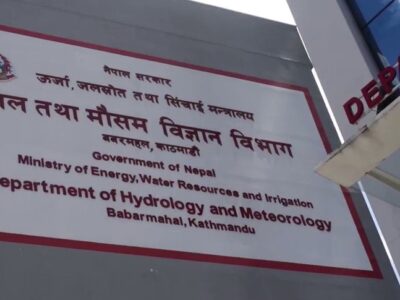 नेपाल सरकार
ऊर्जा, जलस्रोत तथा सिंचाई मन्त्रालय
तथा मौसम विज्ञान विभाग
बबरमहल, काठमाडौं
Government of Nepal
Ministry of Energy, Water Resources and Irrigation
epartment of Hydrology and Meteorology
Babarmahal, Kathmandu
DEPA